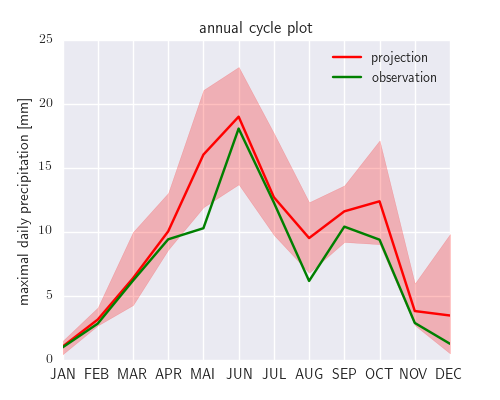 annual cycle plot
projection
observation
maximal daily precipitation [mm]
25
20
15
10
5
0
JAN FEB MAR APR MAI JUN JUL AUG SEP OCT NOV DEC